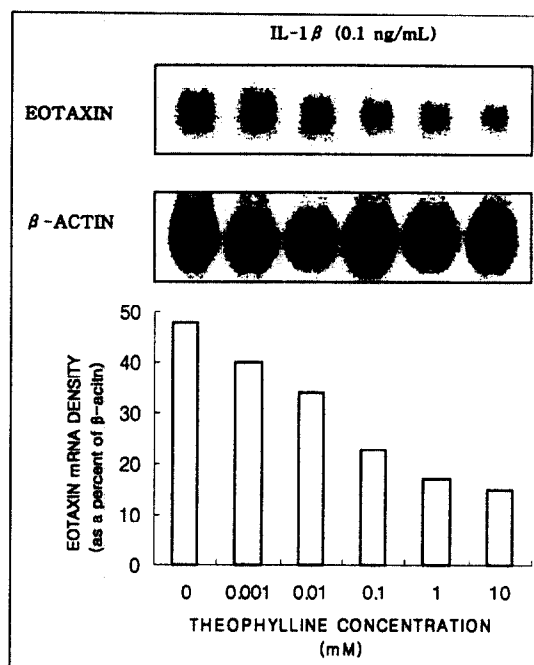 IL-1β (0.1 ng/mL)
EOTAXIN
β-ACTIN
EOTAXIN mRNA DENSITY
(as a percent of β-acitn)
50
40
30
20
10
0
0 0.001 0.01 0.1 1 10
THEOPHYLLINE CONCENTRATION
(mM)